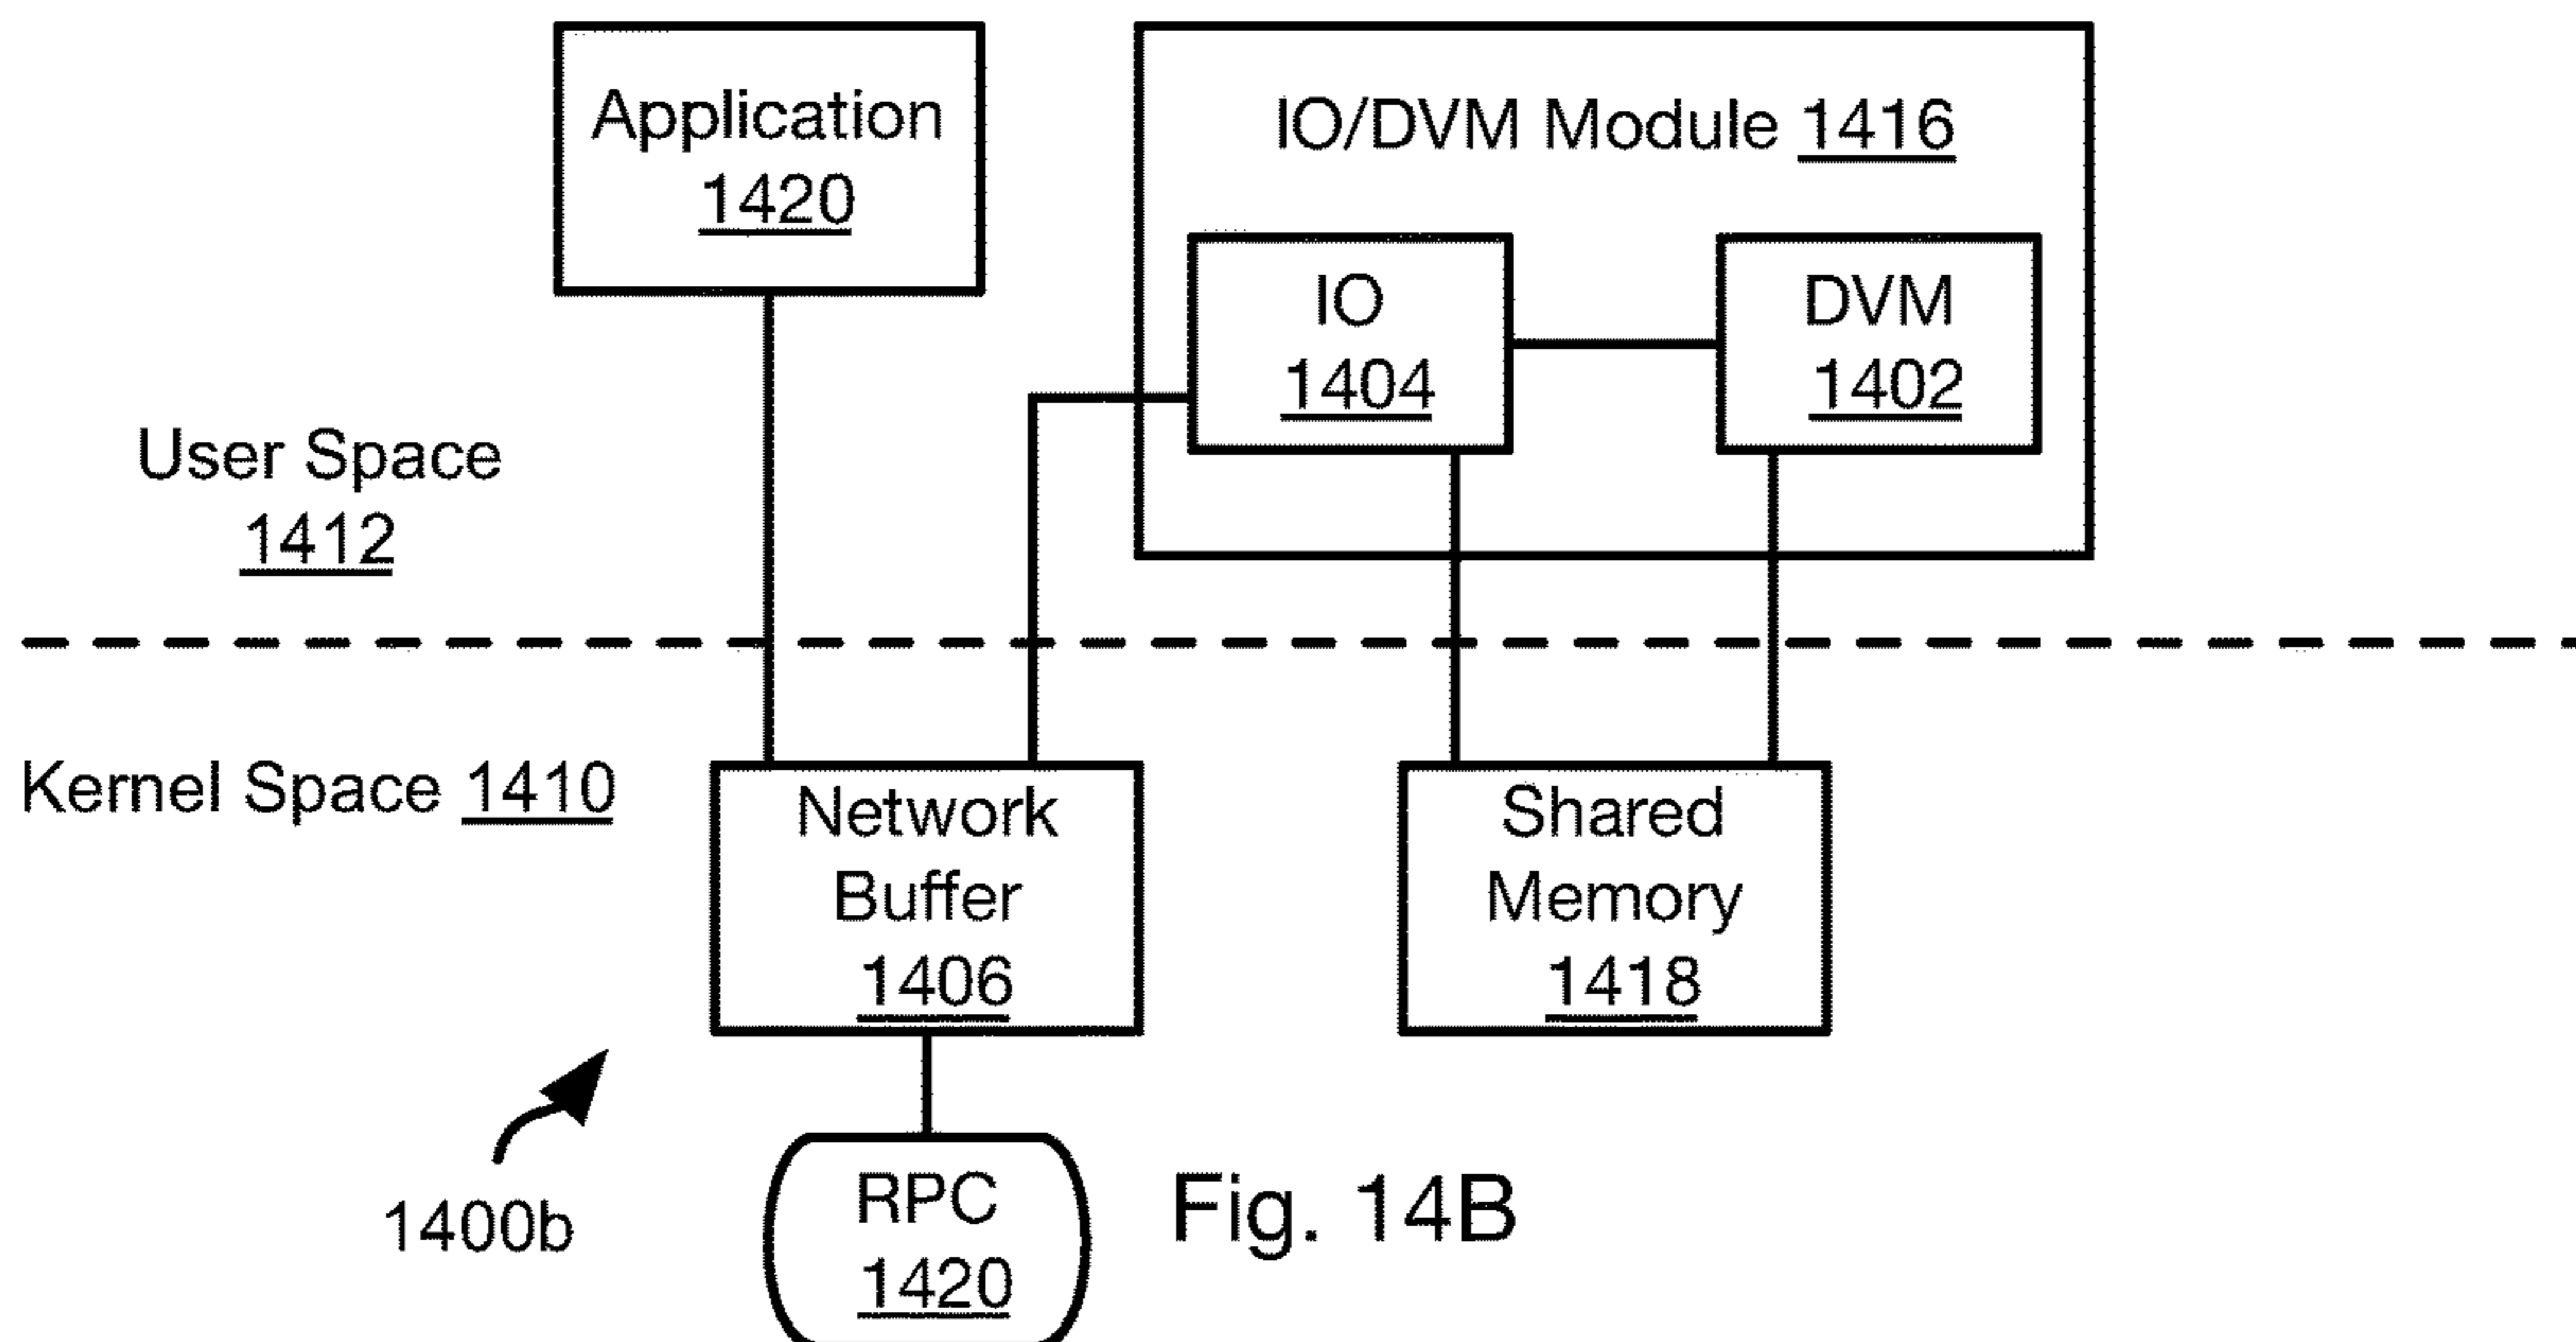 Application
1420
IO/DVM Module 1416
IO
1404
DVM
1402
User Space
1412
Kernel Space 1410
Network
Buffer
1406
Shared
Memory
1418
1400b
RPC
1420
Fig. 14B